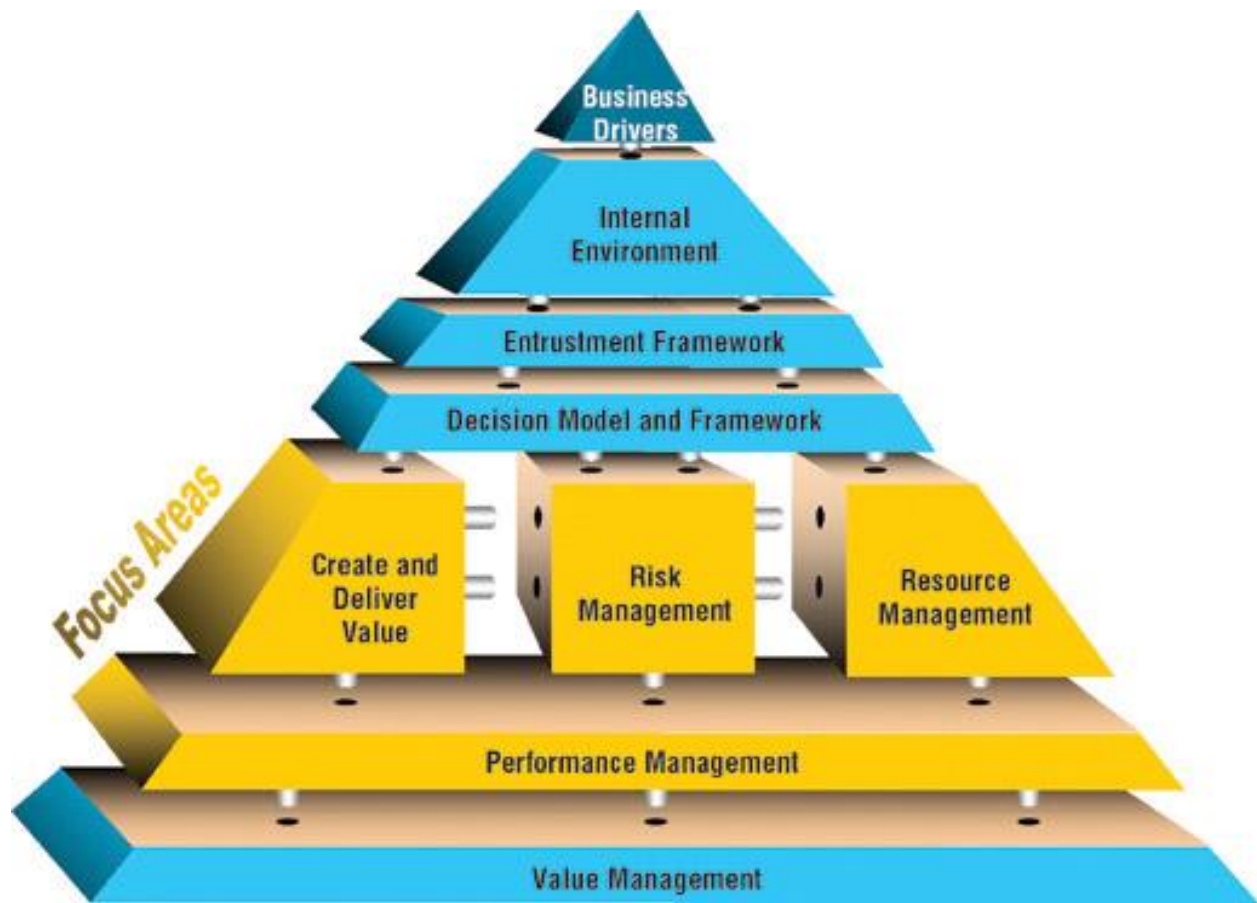 Business
Drivers
Internal
Environment
Entrustment Framework
Decision Model and Framework
Focus Areas
Create and
Deliver
Value
Risk
Management
Resource
Management
Performance Management
Value Management